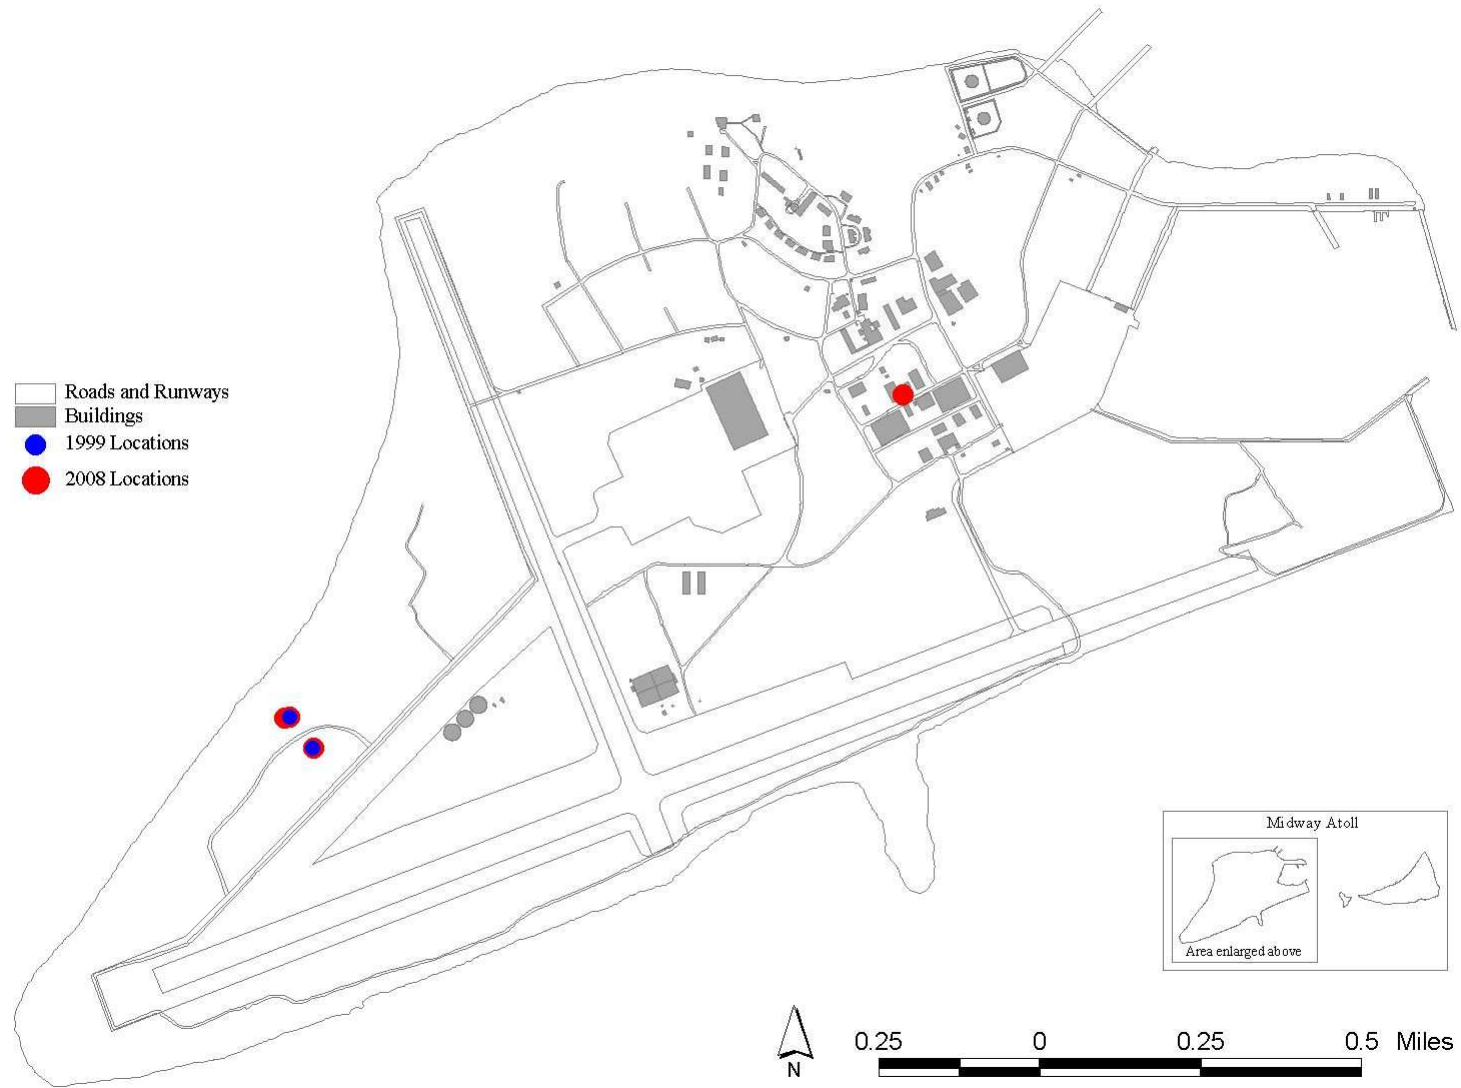 Roads and Runways
Buildings
1999 Locations
2008 Locations
Midway Atoll
Area enlarged above
N
0.25 0 0.25 0.5 Miles